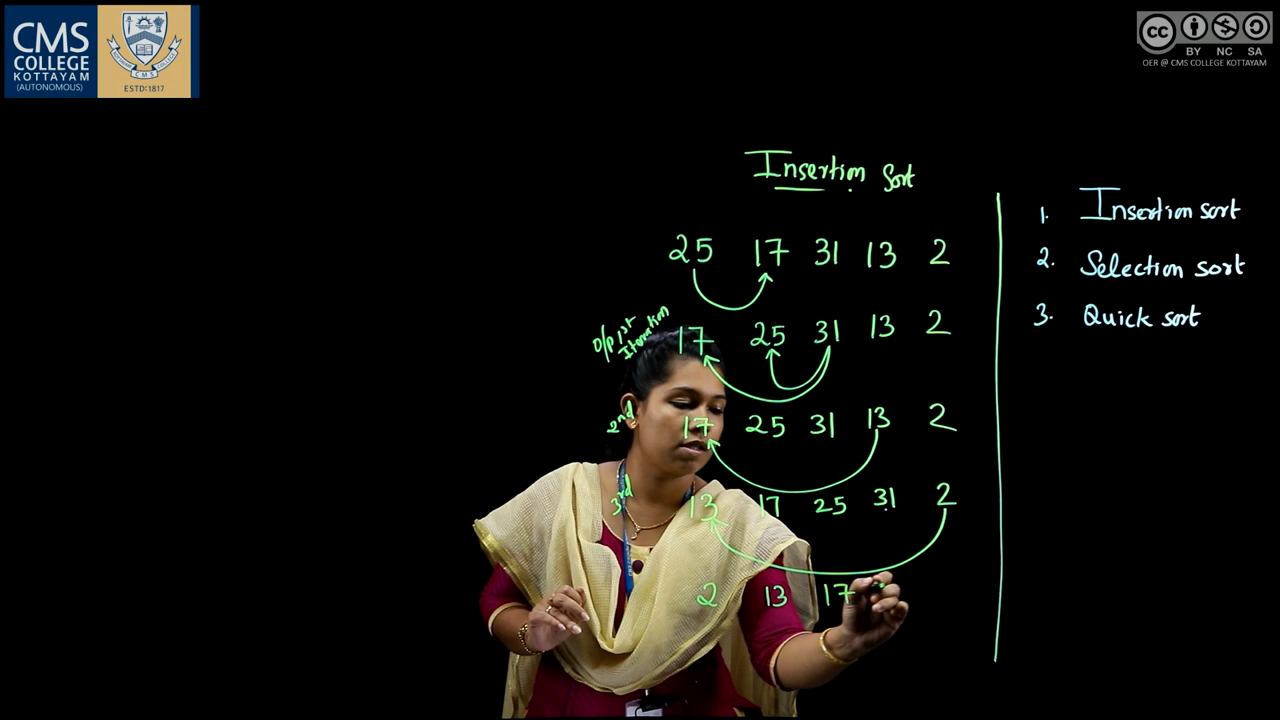 CMS
COLLEGE
KOTTAYAM
(AUTONOMOUS)
ESTD:1817
CC BY NC SA
OER @ CMS COLLEGE KOTTAYAM
Insertion Sort
25 17 31 13 2
O/p 1st Iteration 17 25 31 13 2
2nd 17 25 31 13 2
3rd 13 17 25 31 2
2 13 17
1. Insertion sort
2. Selection sort
3. Quick sort